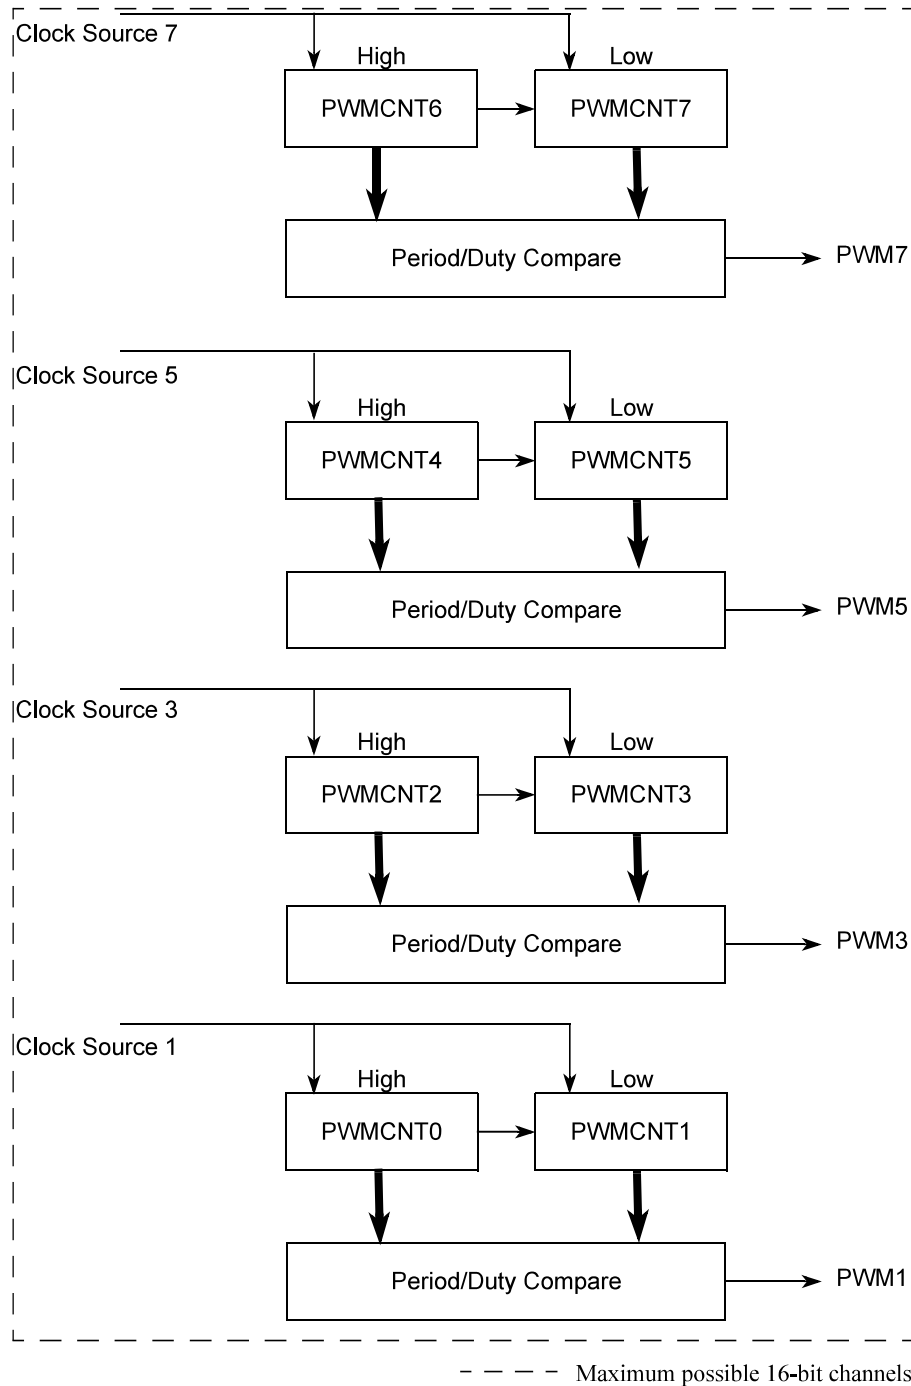 Clock Source 7
High
Low
PWMCNT6
PWMCNT7
Period/Duty Compare
PWM7
Clock Source 5
High
Low
PWMCNT4
PWMCNT5
Period/Duty Compare
PWM5
Clock Source 3
High
Low
PWMCNT2
PWMCNT3
Period/Duty Compare
PWM3
Clock Source 1
High
Low
PWMCNT0
PWMCNT1
Period/Duty Compare
PWM1
Maximum possible 16-bit channels